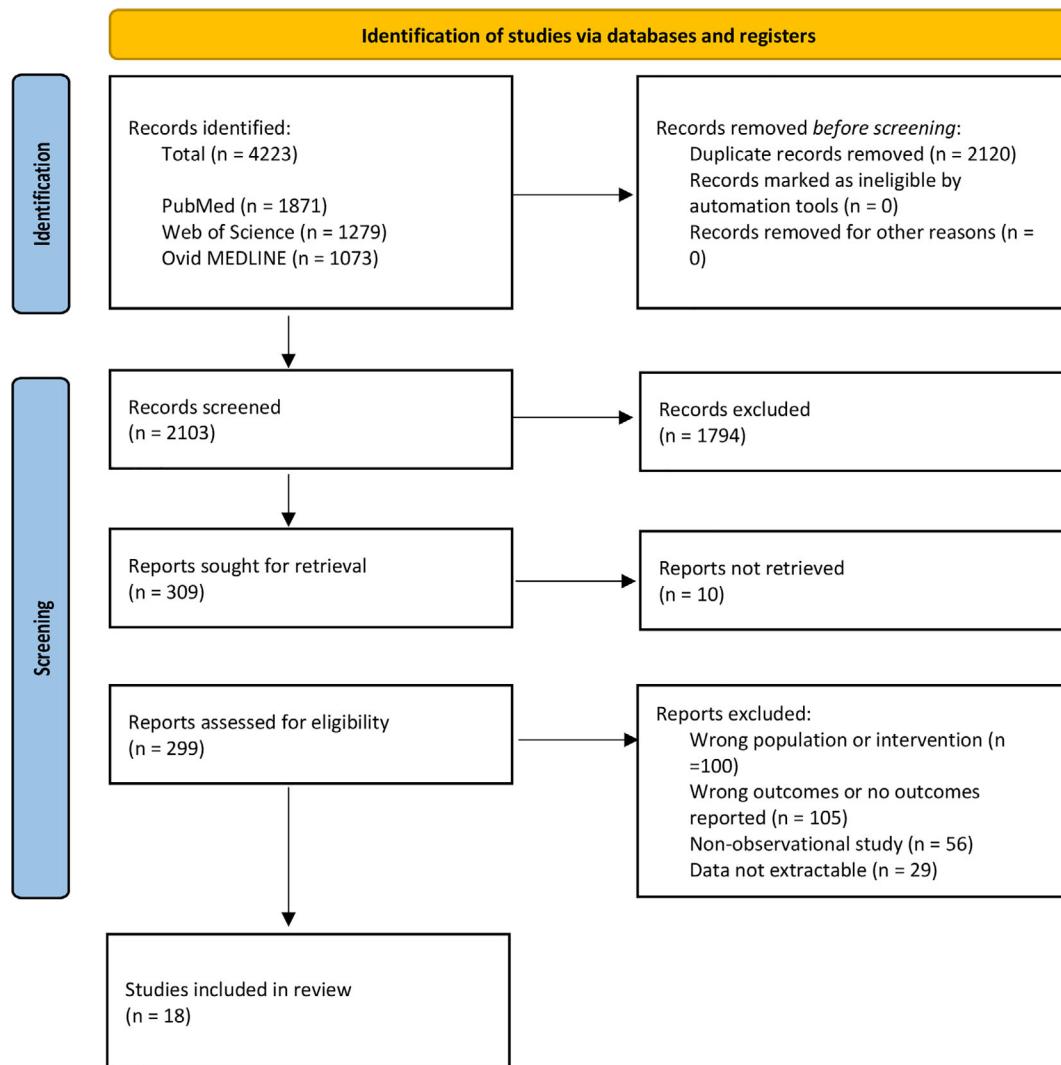 Identification of studies via databases and registers
Identification
Records identified:
Total (n = 4223)
PubMed (n = 1871)
Web of Science (n = 1279)
Ovid MEDLINE (n = 1073)
Records removed before screening:
Duplicate records removed (n = 2120)
Records marked as ineligible by
automation tools (n = 0)
Records removed for other reasons (n =
0)
Screening
Records screened
(n = 2103)
Records excluded
(n = 1794)
Reports sought for retrieval
(n = 309)
Reports not retrieved
(n = 10)
Reports assessed for eligibility
(n = 299)
Reports excluded:
Wrong population or intervention (n
=100)
Wrong outcomes or no outcomes
reported (n = 105)
Non-observational study (n = 56)
Data not extractable (n = 29)
Studies included in review
(n = 18)